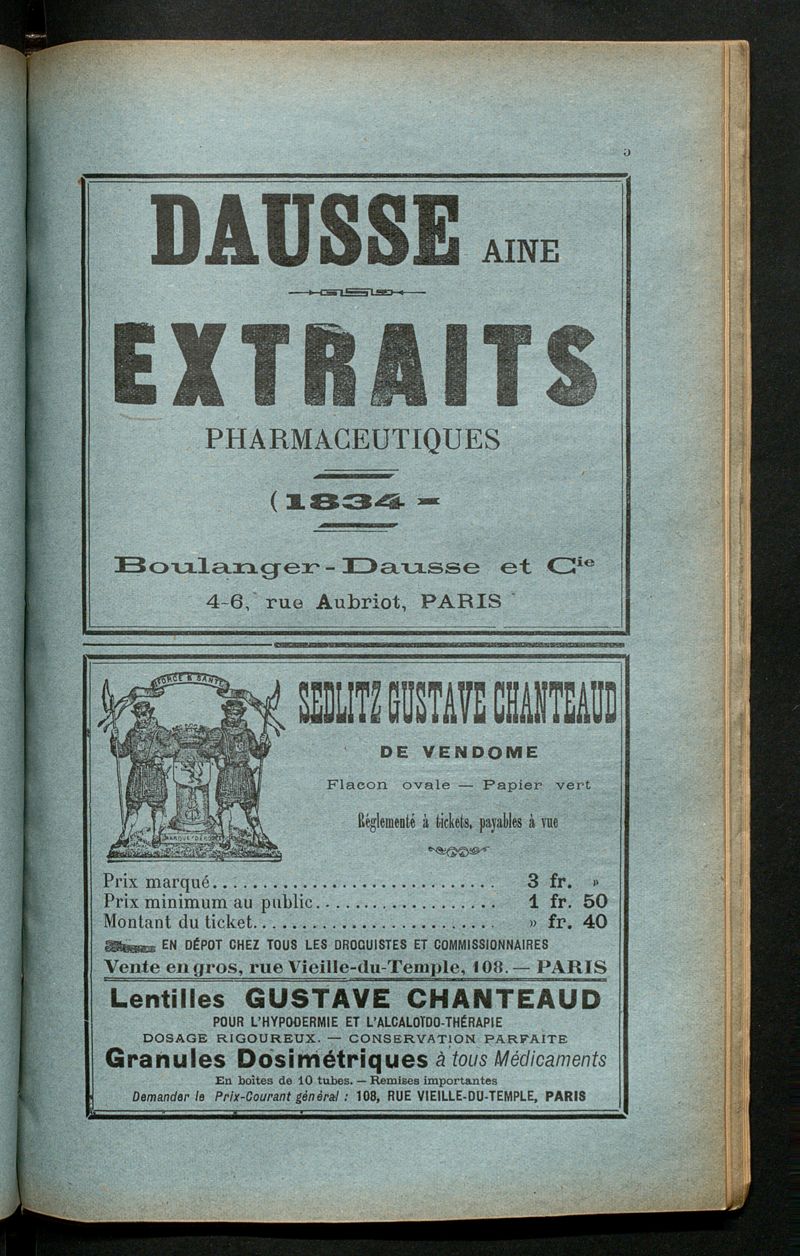 DAUSSE AINE
EXTRAITS
PHARMACEUTIQUES
(1834 =
Boulanger-Dausse et Cie
4-6, rue Aubriot, PARIS
FORCE & SANTÉ
SEDLITZ GUSTAVE CHANTEAUD
DE VENDOME
Flacon ovale — Papier vert
Réglementé à tickets, payables à vue
Prix marqué............................ 3 fr. »
Prix minimum au public.................. 1 fr. 50
Montant du ticket........................ » fr. 40
EN DÉPOT CHEZ TOUS LES DROGUISTES ET COMMISSIONNAIRES
Vente en gros, rue Vieille-du-Temple, 108. — PARIS
Lentilles GUSTAVE CHANTEAUD
POUR L'HYPODERMIE ET L'ALCALOÏDO-THÉRAPIE
DOSAGE RIGOUREUX. — CONSERVATION PARFAITE
Granules Dosimétriques à tous Médicaments
En boîtes de 10 tubes. — Remises importantes
Demander le Prix-Courant général : 108, RUE VIEILLE-DU-TEMPLE, PARIS